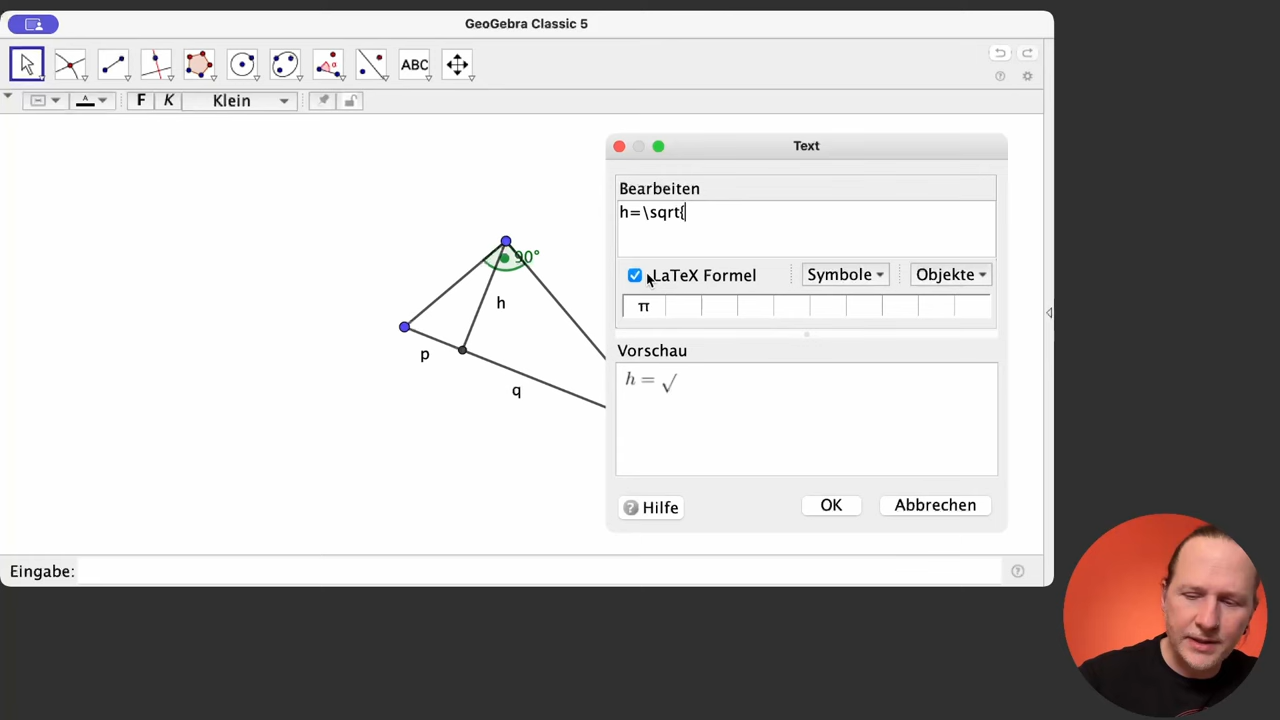 GeoGebra Classic 5
ABC
F K Klein
Text
Bearbeiten
h=\sqrt{
LaTeX Formel Symbole Objekte
π
Vorschau
h = √
Hilfe OK Abbrechen
90°
h
p
q
Eingabe: